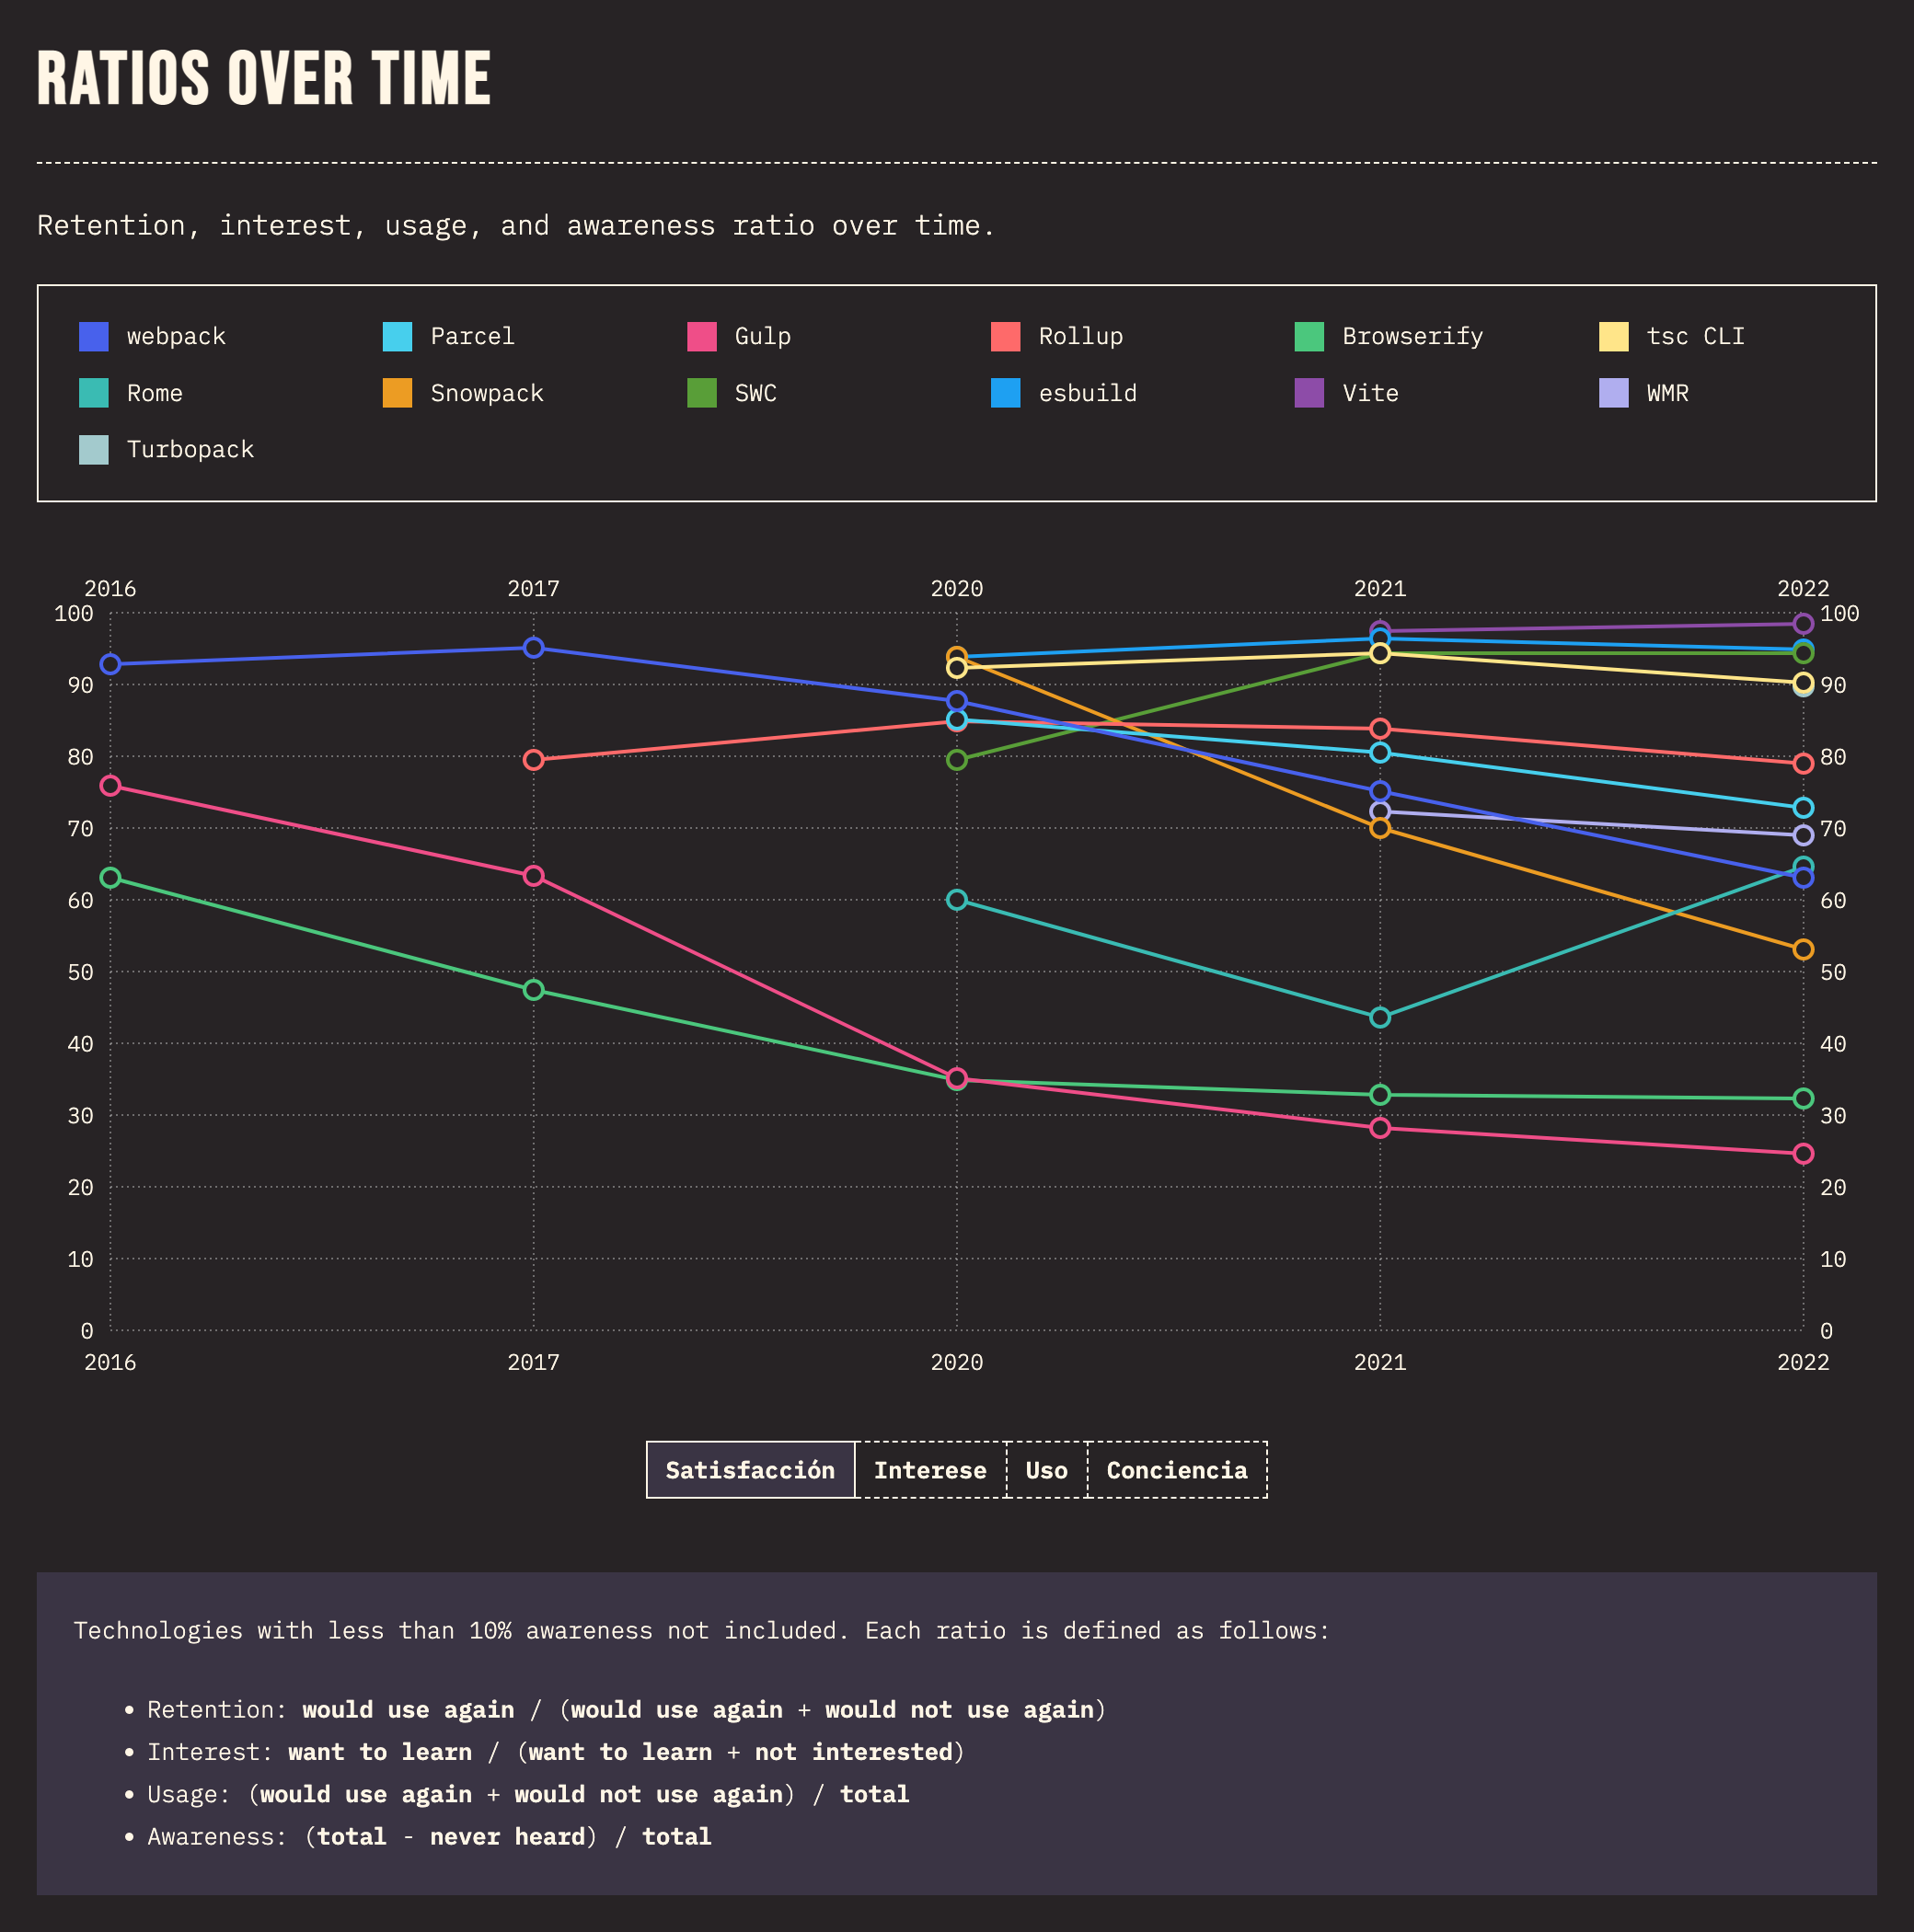 RATIOS OVER TIME
Retention, interest, usage, and awareness ratio over time.
webpack Parcel Gulp Rollup Browserify tsc CLI
Rome Snowpack SWC esbuild Vite WMR
Turbopack
2016 2017 2020 2021 2022
100 100
90 90
80 80
70 70
60 60
50 50
40 40
30 30
20 20
10 10
0 0
2016 2017 2020 2021 2022
Satisfacción Interese Uso Conciencia
Technologies with less than 10% awareness not included. Each ratio is defined as follows:
• Retention: would use again / (would use again + would not use again)
• Interest: want to learn / (want to learn + not interested)
• Usage: (would use again + would not use again) / total
• Awareness: (total - never heard) / total